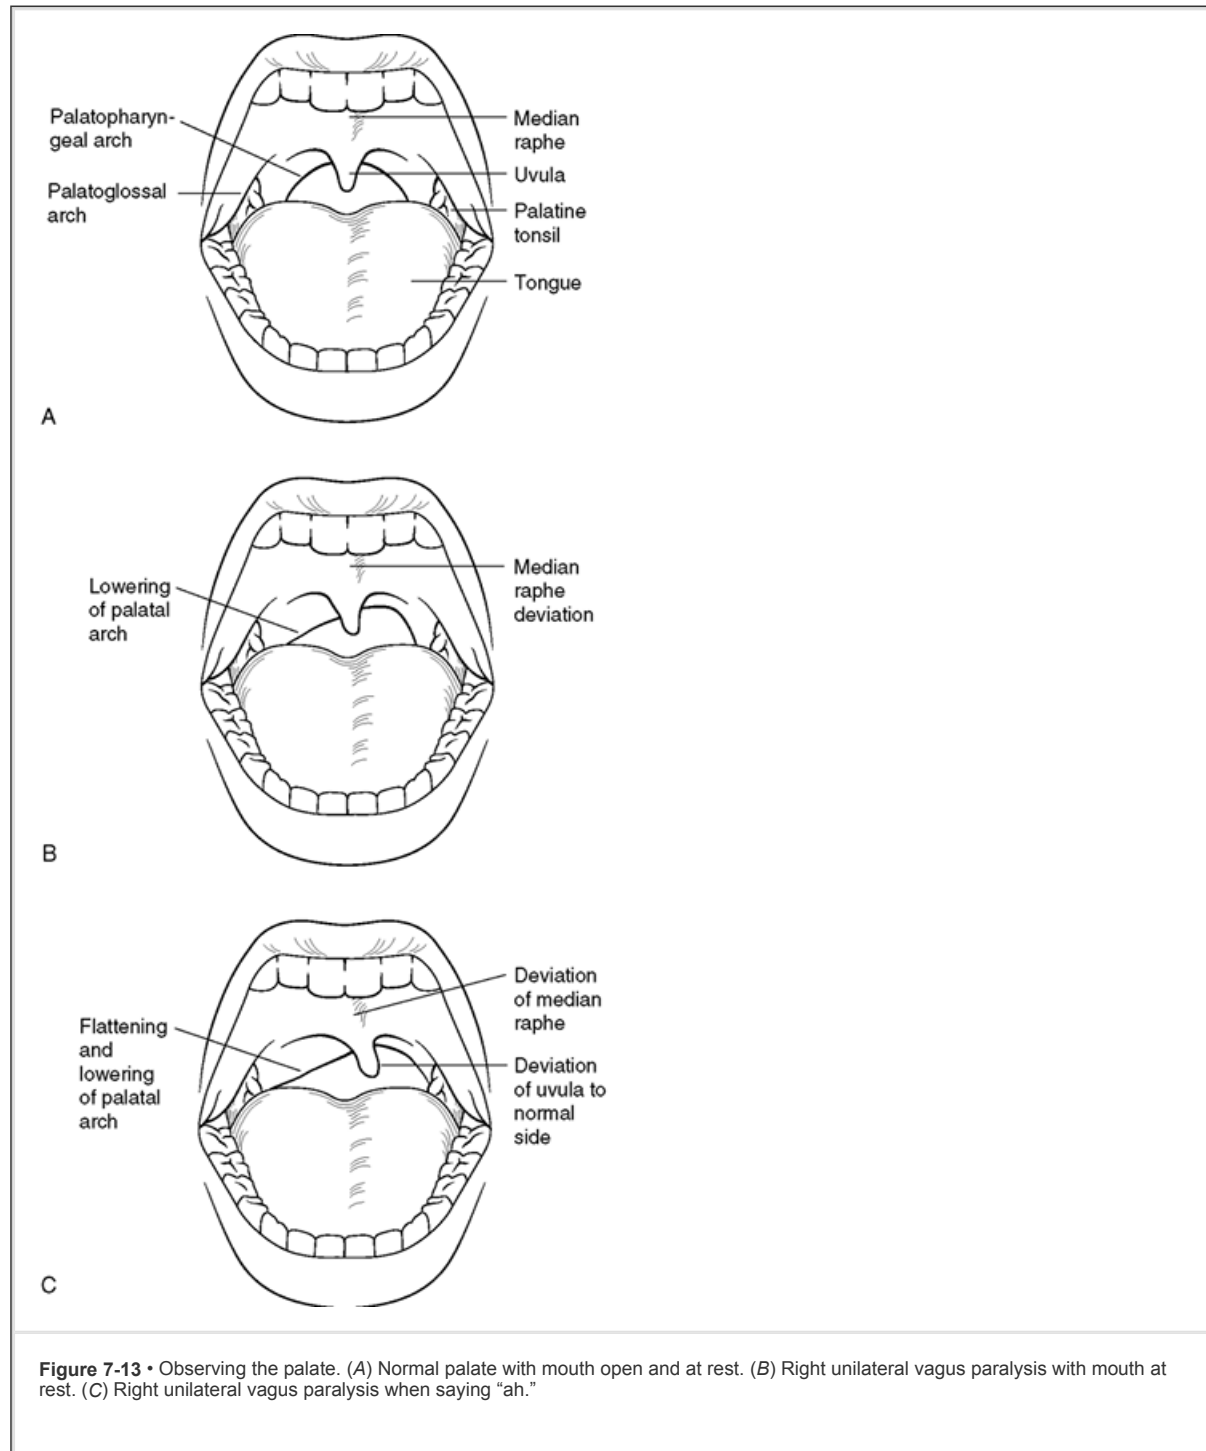 Palatopharyn-
geal arch
Palatoglossal
arch
Median
raphe
Uvula
Palatine
tonsil
Tongue
A
Lowering
of palatal
arch
Median
raphe
deviation
B
Flattening
and
lowering
of palatal
arch
Deviation
of median
raphe
Deviation
of uvula to
normal
side
C
Figure 7-13 • Observing the palate. (A) Normal palate with mouth open and at rest. (B) Right unilateral vagus paralysis with mouth at
rest. (C) Right unilateral vagus paralysis when saying “ah.”